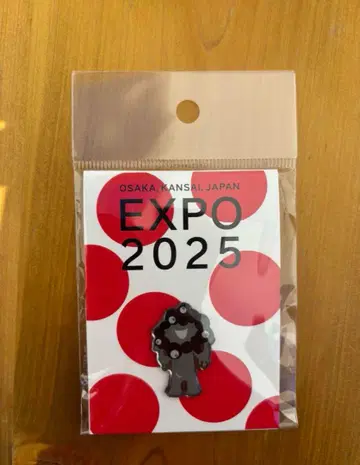 OSAKA, KANSAI, JAPAN
EXPO
2025